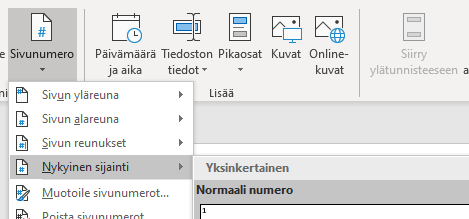 Sivunumero
Päivämäärä
ja aika
Tiedoston
tiedot
Pikaosat
Kuvat
Online-
kuvat
Siirry
ylätunnisteeseen
Lisää
Sivun yläreuna
Sivun alareuna
Sivun reunukset
Nykyinen sijainti
Muotoile sivunumerot...
Poista sivunumerot
Yksinkertainen
Normaali numero
1